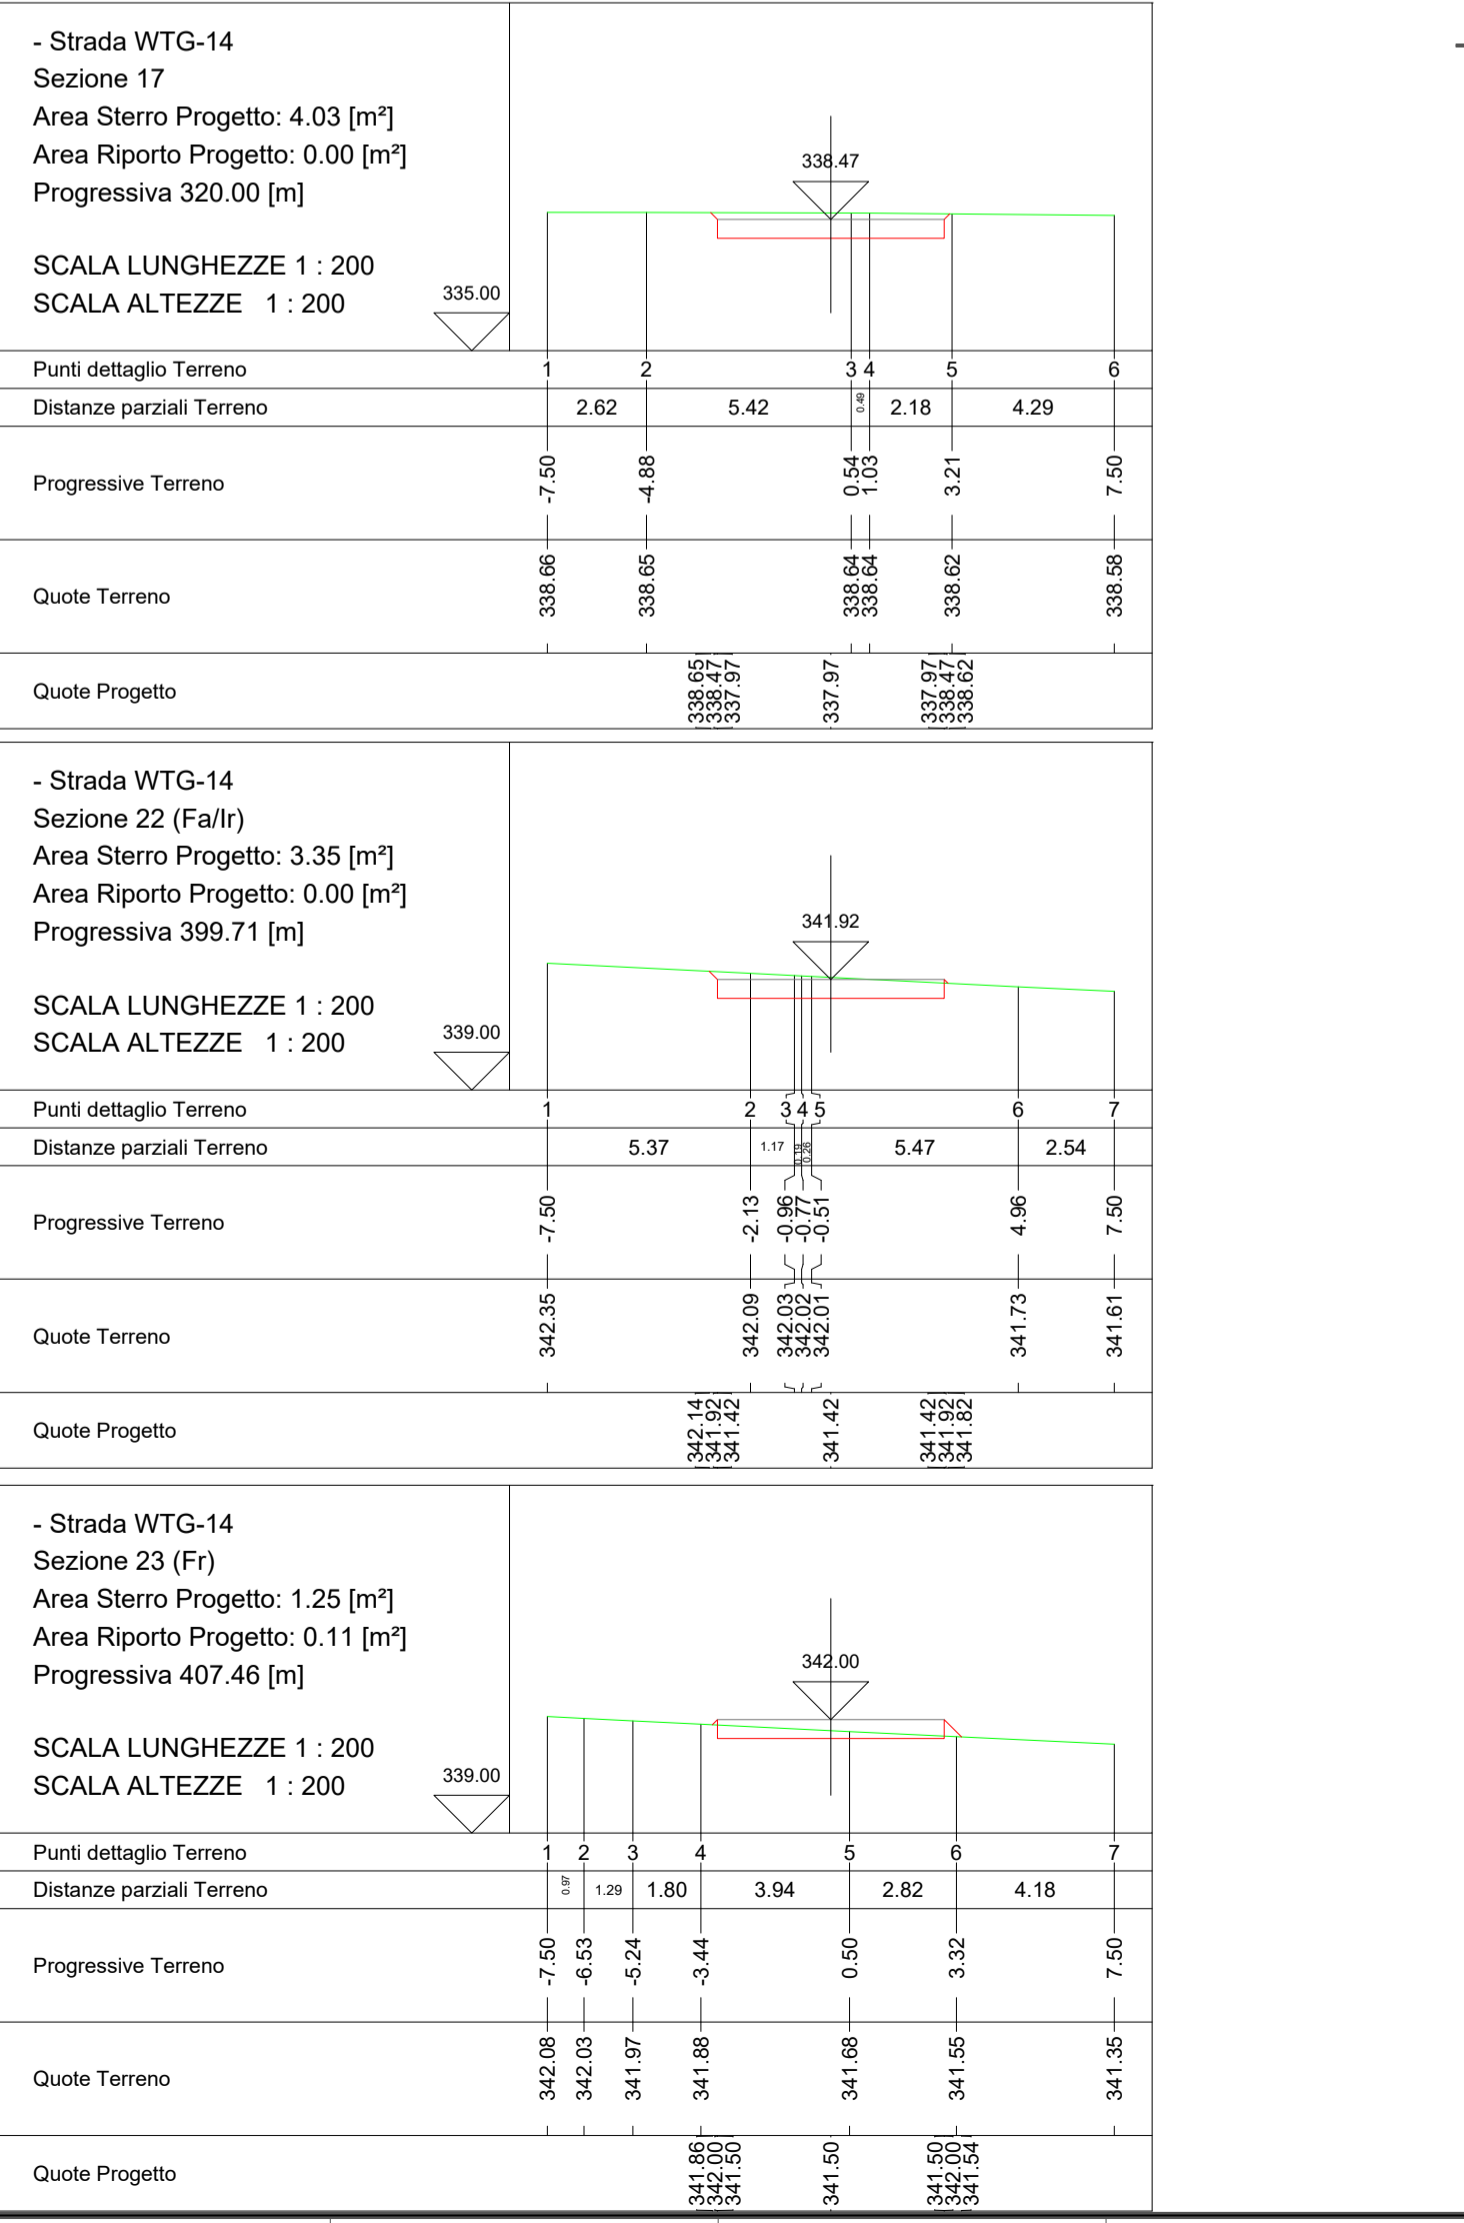 - Strada WTG-14
Sezione 17
Area Sterro Progetto: 4.03 [m²]
Area Riporto Progetto: 0.00 [m²]
Progressiva 320.00 [m]
SCALA LUNGHEZZE 1 : 200
SCALA ALTEZZE 1 : 200
335.00
338.47
Punti dettaglio Terreno 1 2 3 4 5 6
Distanze parziali Terreno 2.62 5.42 0.49 2.18 4.29
Progressive Terreno -7.50 -4.88 0.54 1.03 3.21 7.50
Quote Terreno 338.66 338.65 338.64 338.64 338.62 338.58
Quote Progetto 338.65 338.47 337.97 337.97 337.97 338.47 338.62
- Strada WTG-14
Sezione 22 (Fa/Ir)
Area Sterro Progetto: 3.35 [m²]
Area Riporto Progetto: 0.00 [m²]
Progressiva 399.71 [m]
SCALA LUNGHEZZE 1 : 200
SCALA ALTEZZE 1 : 200
339.00
341.92
Punti dettaglio Terreno 1 2 3 4 5 6 7
Distanze parziali Terreno 5.37 1.17 0.19 0.26 5.47 2.54
Progressive Terreno -7.50 -2.13 -0.96 -0.77 -0.51 4.96 7.50
Quote Terreno 342.35 342.09 342.03 342.02 342.01 341.73 341.61
Quote Progetto 342.14 341.92 341.42 341.42 341.42 341.92 341.82
- Strada WTG-14
Sezione 23 (Fr)
Area Sterro Progetto: 1.25 [m²]
Area Riporto Progetto: 0.11 [m²]
Progressiva 407.46 [m]
SCALA LUNGHEZZE 1 : 200
SCALA ALTEZZE 1 : 200
339.00
342.00
Punti dettaglio Terreno 1 2 3 4 5 6 7
Distanze parziali Terreno 0.97 1.29 1.80 3.94 2.82 4.18
Progressive Terreno -7.50 -6.53 -5.24 -3.44 0.50 3.32 7.50
Quote Terreno 342.08 342.03 341.97 341.88 341.68 341.55 341.35
Quote Progetto 341.86 342.00 341.50 341.50 341.50 342.00 341.54